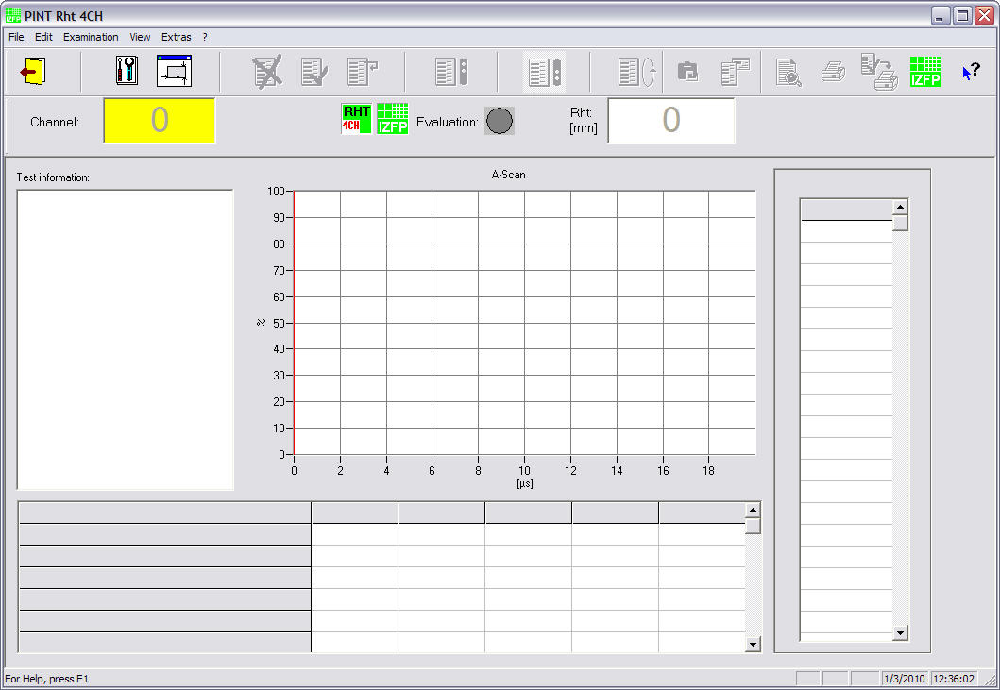 IZFP PINT Rht 4CH
File Edit Examination View Extras ?
IZFP ?
Channel: 0 RHT 4CH IZFP Evaluation: Rht: [mm] 0
Test information:
A-Scan
100
90
80
70
60
% 50
40
30
20
10
0
0 2 4 6 8 10 12 14 16 18
[µs]
For Help, press F1 1/3/2010 12:36:02